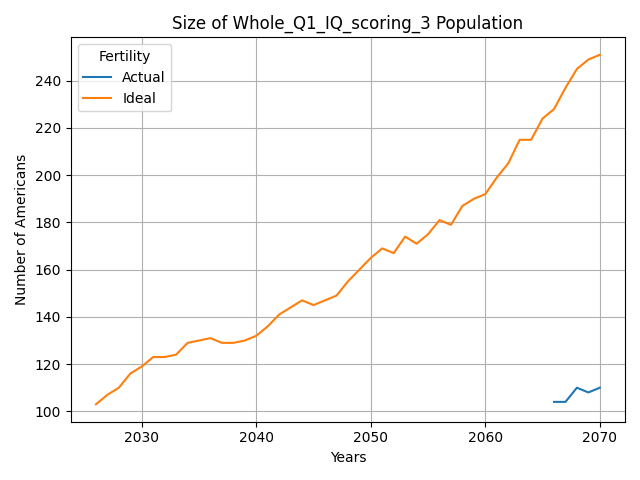 Size of Whole_Q1_IQ_scoring_3 Population
Fertility
Actual
Ideal
Number of Americans
240
220
200
180
160
140
120
100
2030
2040
2050
2060
2070
Years